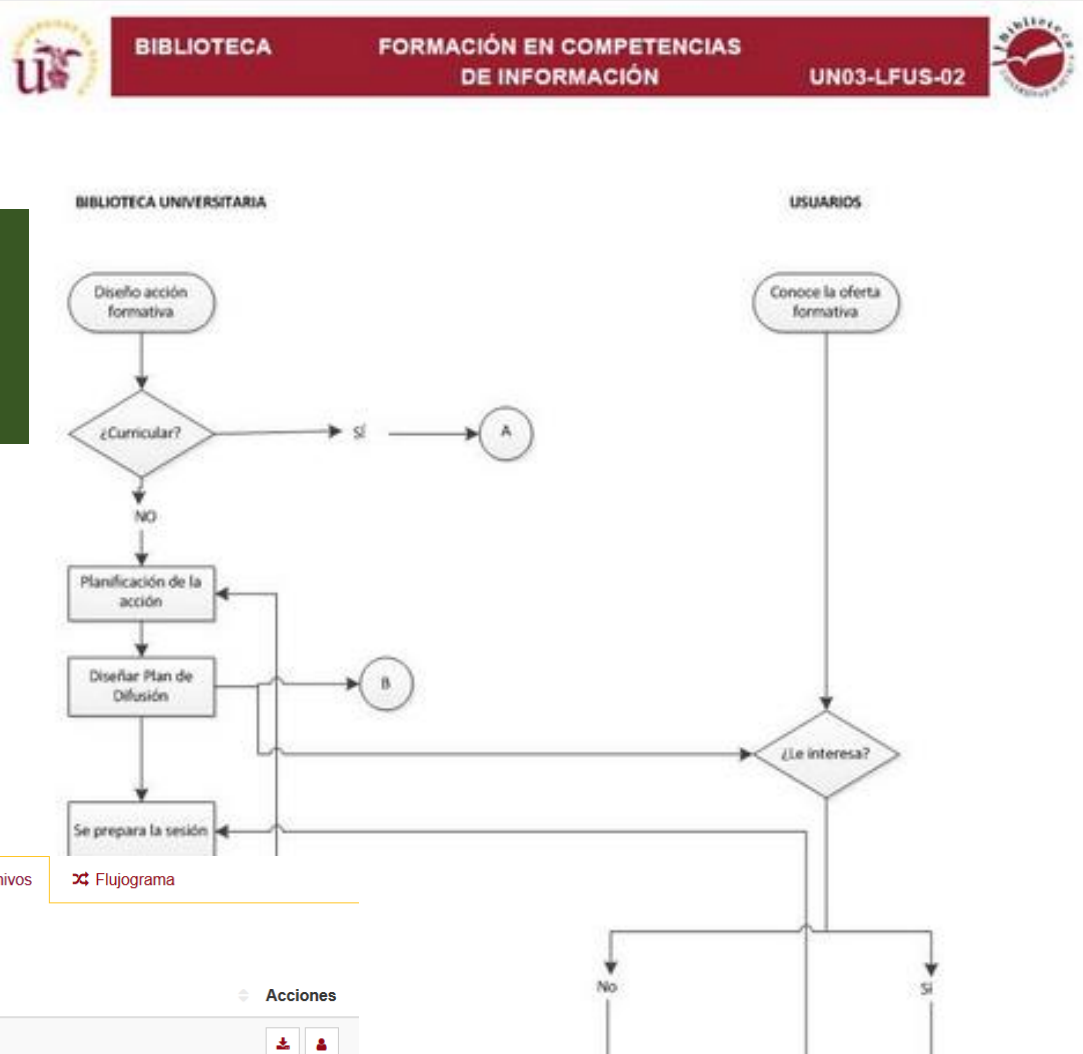 BIBLIOTECA
FORMACIÓN EN COMPETENCIAS
DE INFORMACIÓN
UN03-LFUS-02
BIBLIOTECA UNIVERSITARIA
USUARIOS
Diseño acción
formativa
Conoce la oferta
formativa
¿Curricular?
SÍ
A
NO
Planificación de la
acción
Diseñar Plan de
Difusión
B
¿Le interesa?
Se prepara la sesión
Flujograma
No
SÍ
Acciones